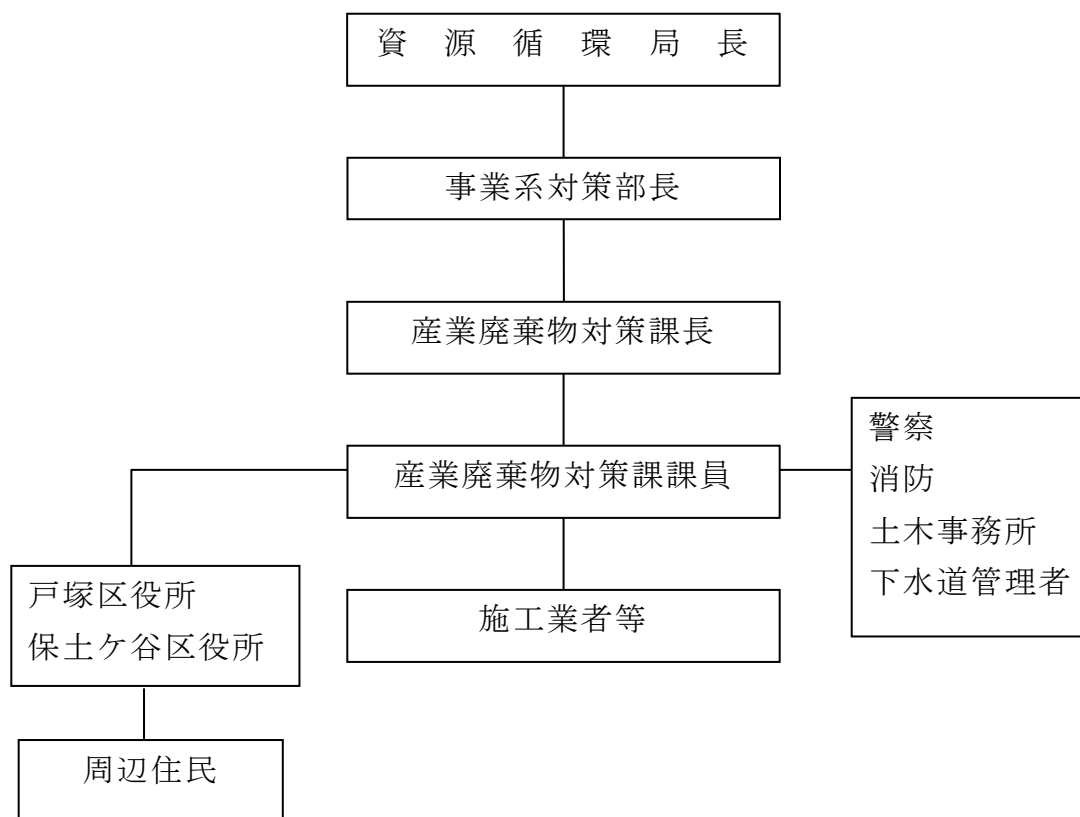 資源循環局長
事業系対策部長
産業廃棄物対策課長
産業廃棄物対策課課員
警察
消防
土木事務所
下水道管理者
戸塚区役所
保土ケ谷区役所
施工業者等
周辺住民